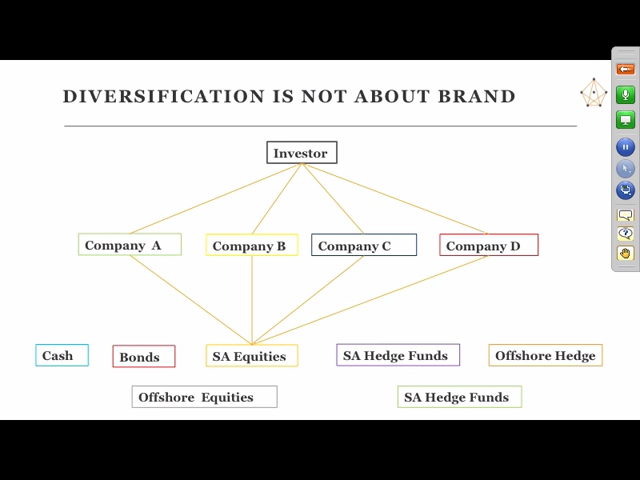 DIVERSIFICATION IS NOT ABOUT BRAND
Investor
Company A
Company B
Company C
Company D
Cash
Bonds
SA Equities
SA Hedge Funds
Offshore Hedge
Offshore Equities
SA Hedge Funds